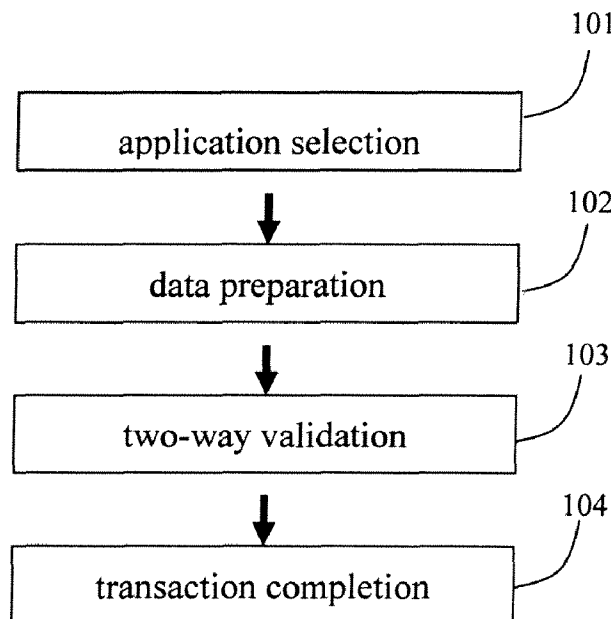 101
application selection
102
data preparation
103
two-way validation
104
transaction completion